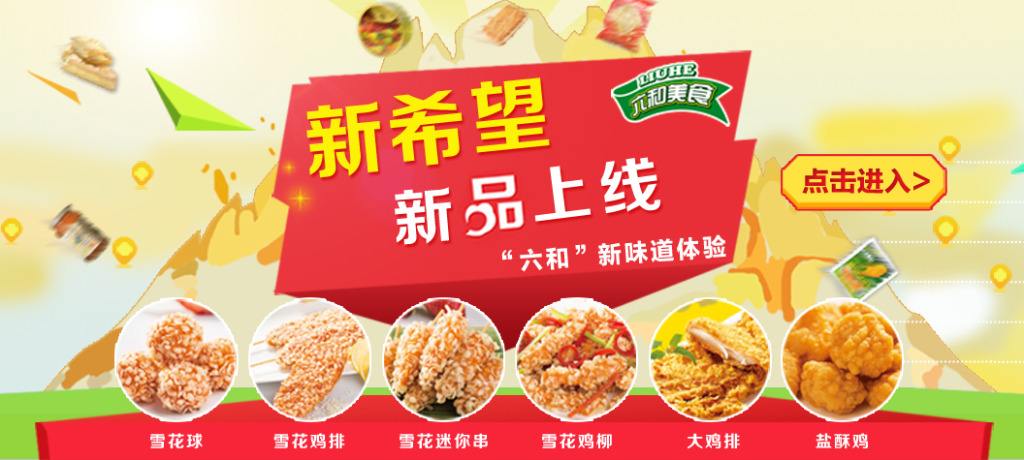 LIUHE
六和美食
新希望
新品上线
“六和”新味道体验
点击进入>
雪花球
雪花鸡排
雪花迷你串
雪花鸡柳
大鸡排
盐酥鸡